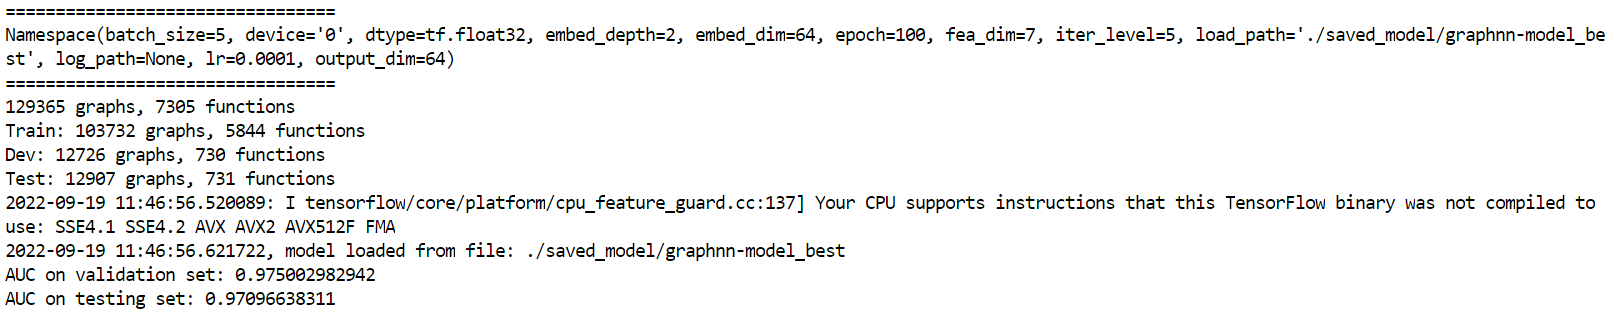 =================================
Namespace(batch_size=5, device='0', dtype=tf.float32, embed_depth=2, embed_dim=64, epoch=100, fea_dim=7, iter_level=5, load_path='./saved_model/graphnn-model_be
st', log_path=None, lr=0.0001, output_dim=64)
=================================
129365 graphs, 7305 functions
Train: 103732 graphs, 5844 functions
Dev: 12726 graphs, 730 functions
Test: 12907 graphs, 731 functions
2022-09-19 11:46:56.520089: I tensorflow/core/platform/cpu_feature_guard.cc:137] Your CPU supports instructions that this TensorFlow binary was not compiled to
use: SSE4.1 SSE4.2 AVX AVX2 AVX512F FMA
2022-09-19 11:46:56.621722, model loaded from file: ./saved_model/graphnn-model_best
AUC on validation set: 0.975002982942
AUC on testing set: 0.97096638311